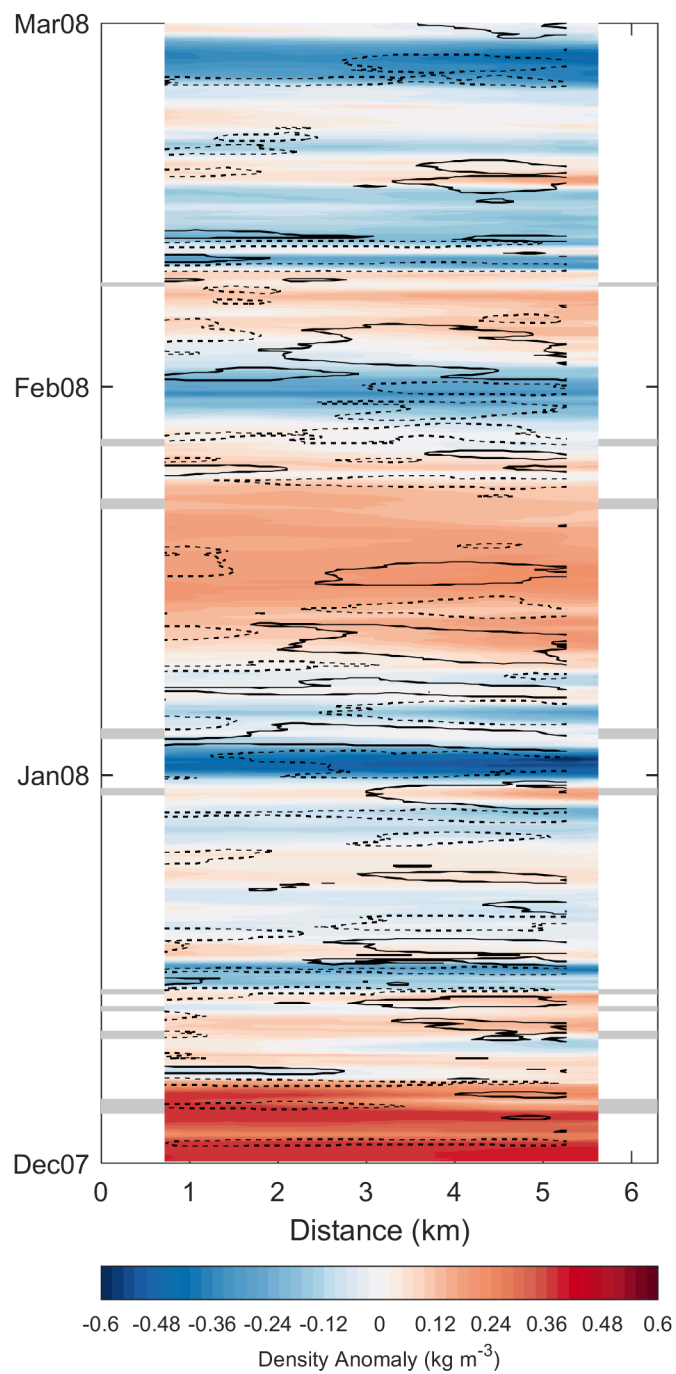 Mar08
Feb08
Jan08
Dec07
0 1 2 3 4 5 6
Distance (km)
-0.6 -0.48 -0.36 -0.24 -0.12 0 0.12 0.24 0.36 0.48 0.6
Density Anomaly (kg m⁻³)